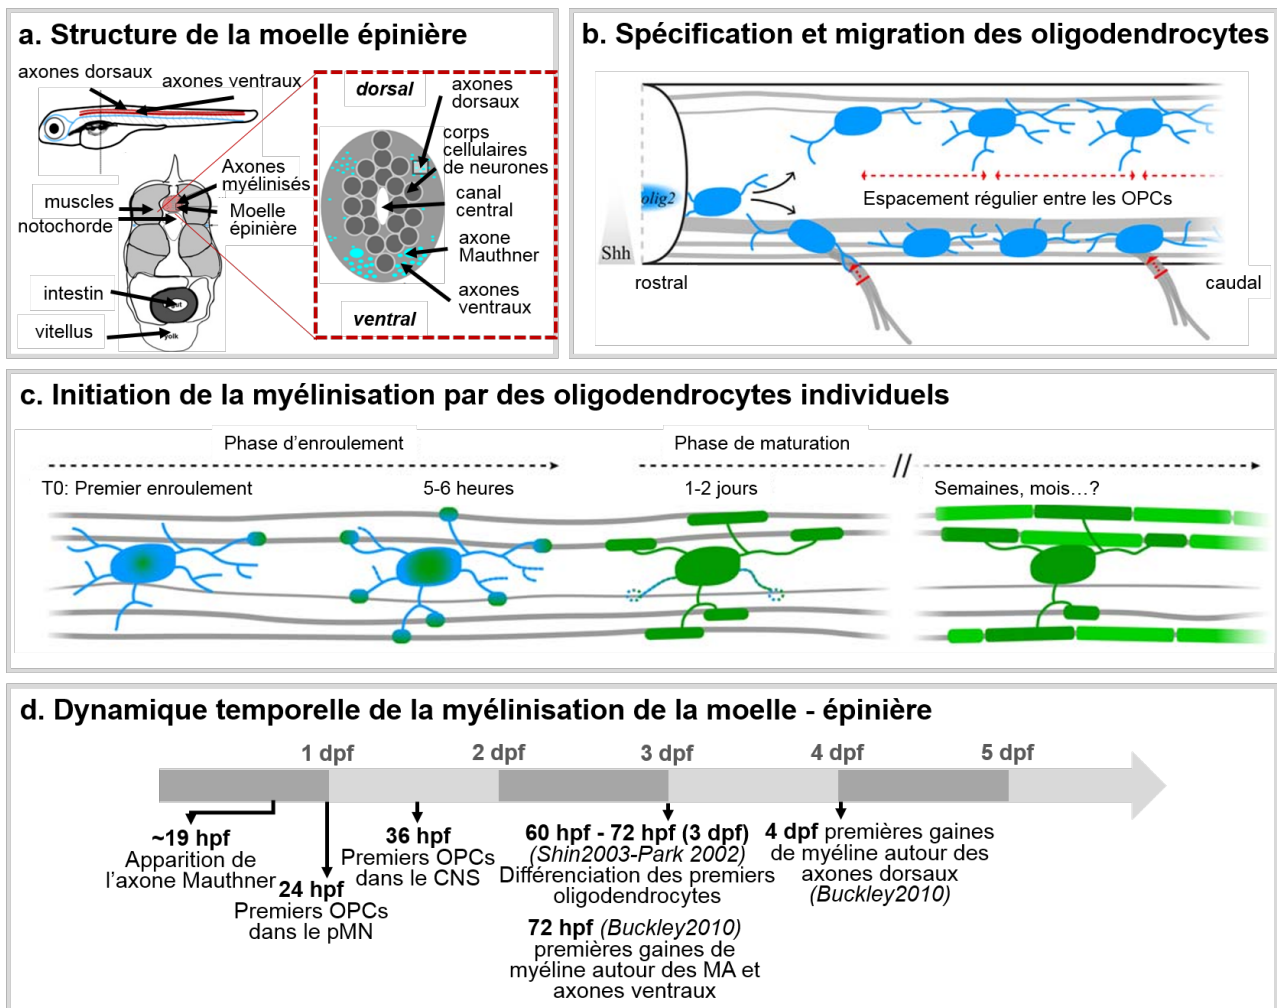 a. Structure de la moelle épinière
axones dorsaux
axones ventraux
Axones
myélinisés
muscles
Moelle
épinière
notochorde
intestin
vitellus
yolk
dorsal
axones
dorsaux
corps
cellulaires
de neurones
canal
central
axone
Mauthner
axones
ventraux
ventral
b. Spécification et migration des oligodendrocytes
olig2
Shh
Espacement régulier entre les OPCs
rostral
caudal
c. Initiation de la myélinisation par des oligodendrocytes individuels
Phase d’enroulement
Phase de maturation
//
T0: Premier enroulement
5-6 heures
1-2 jours
Semaines, mois…?
d. Dynamique temporelle de la myélinisation de la moelle - épinière
1 dpf
2 dpf
3 dpf
4 dpf
5 dpf
~19 hpf
Apparition de
l’axone Mauthner
24 hpf
Premiers OPCs
dans le pMN
36 hpf
Premiers OPCs
dans le CNS
60 hpf - 72 hpf (3 dpf)
(Shin2003-Park 2002)
Différenciation des premiers
oligodendrocytes
72 hpf (Buckley2010)
premières gaines de
myéline autour des MA et
axones ventraux
4 dpf premières gaines
de myéline autour des
axones dorsaux
(Buckley2010)